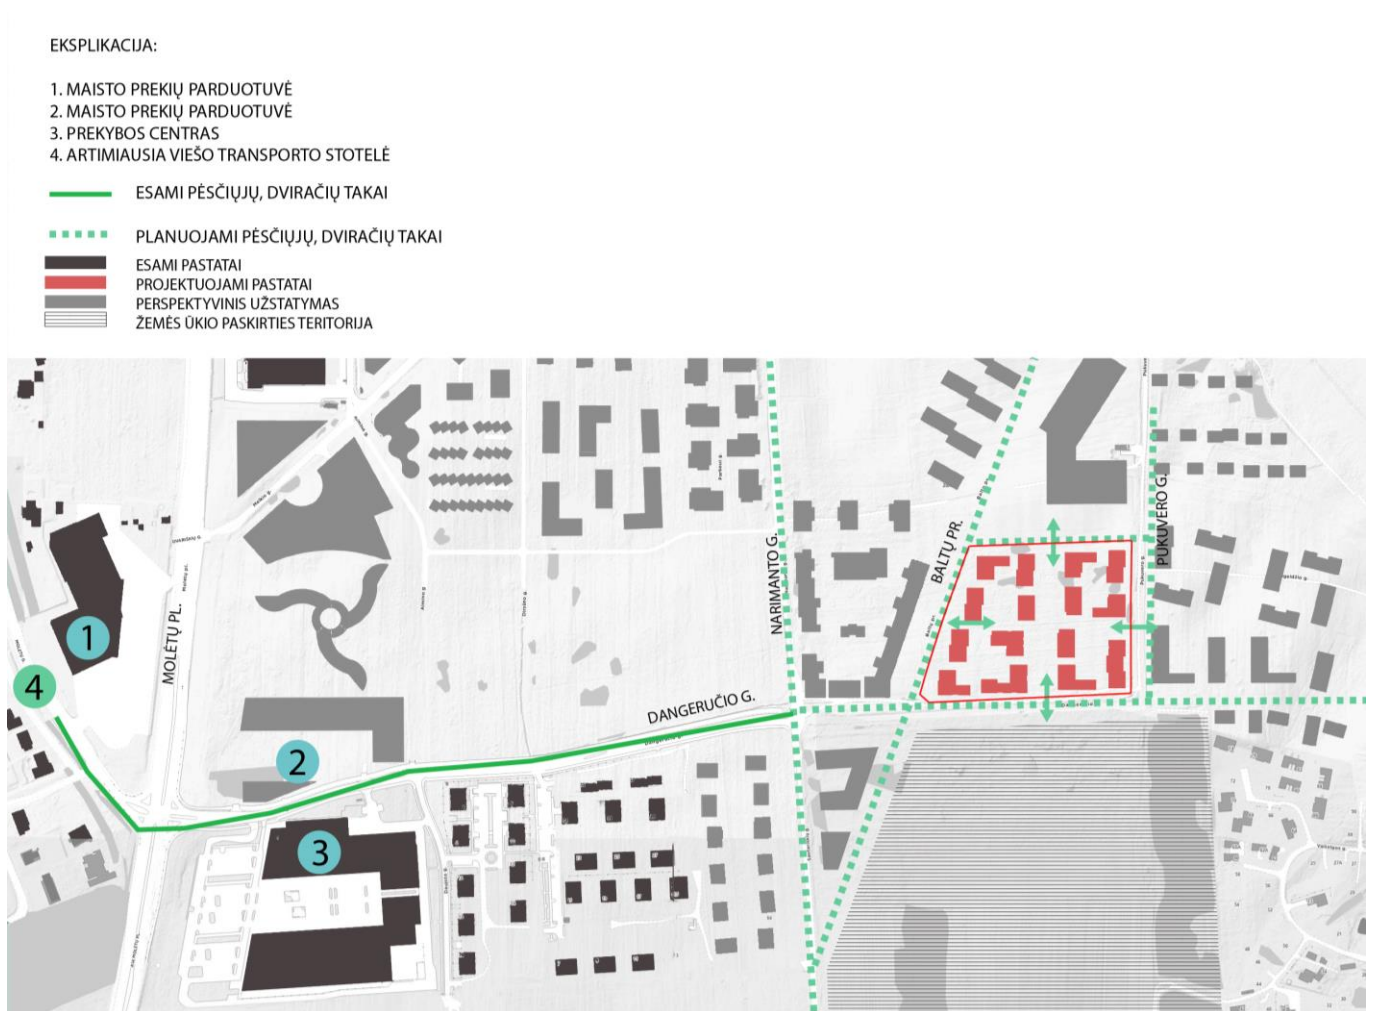 EKSPLIKACIJA:
1. MAISTO PREKIŲ PARDUOTUVĖ
2. MAISTO PREKIŲ PARDUOTUVĖ
3. PREKYBOS CENTRAS
4. ARTIMIAUSIA VIEŠO TRANSPORTO STOTELĖ
ESAMI PĖSČIŲJŲ, DVIRAČIŲ TAKAI
PLANUOJAMI PĖSČIŲJŲ, DVIRAČIŲ TAKAI
ESAMI PASTATAI
PROJEKTUOJAMI PASTATAI
PERSPEKTYVINIS UŽSTATYMAS
ŽEMĖS ŪKIO PASKIRTIES TERITORIJA
MOLĖTŲ PL.
NARIMANTO G.
BALTŲ PR.
PUKUVERO G.
DANGERUČIO G.
1
2
3
4